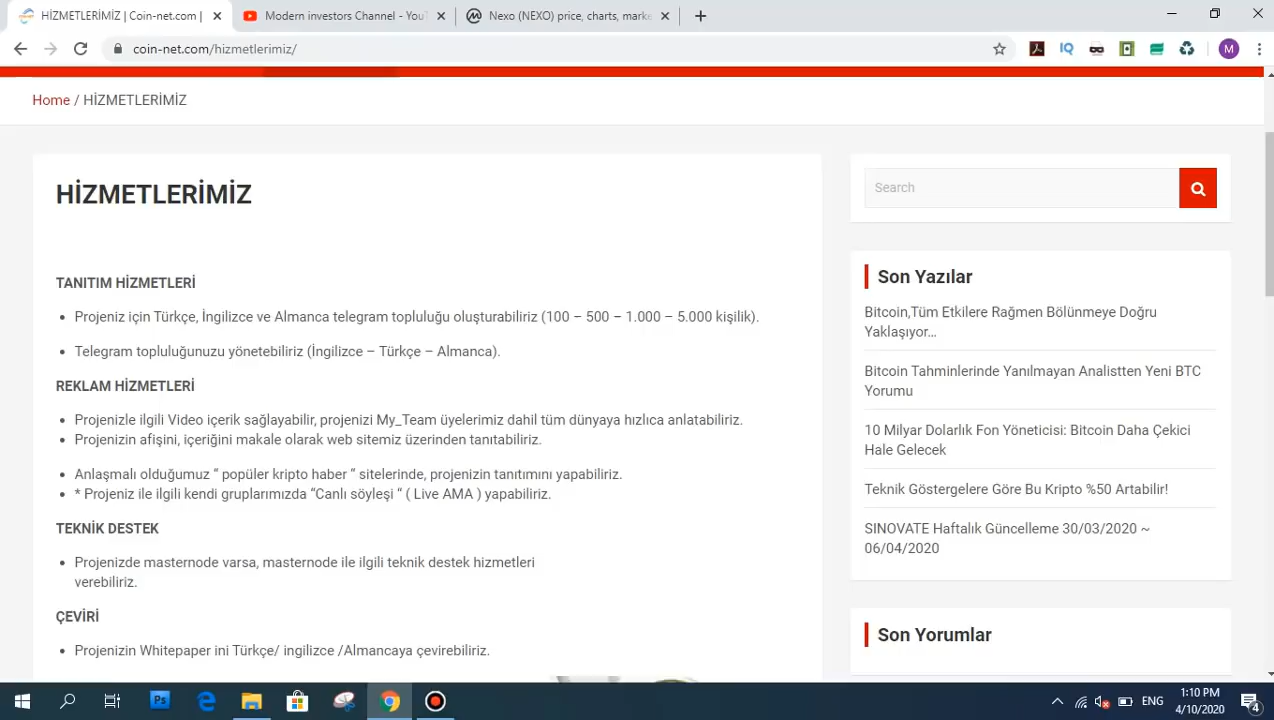 HİZMETLERİMİZ | Coin-net.com |
Modern investors Channel - You
Nexo (NEXO) price, charts, marke
coin-net.com/hizmetlerimiz/
IQ
M
Home / HİZMETLERİMİZ
HİZMETLERİMİZ
TANITIM HİZMETLERİ
Projeniz için Türkçe, İngilizce ve Almanca telegram topluluğu oluşturabiliriz (100 – 500 – 1.000 – 5.000 kişilik).
Telegram topluluğunuzu yönetebiliriz (İngilizce – Türkçe – Almanca).
REKLAM HİZMETLERİ
Projenizle ilgili Video içerik sağlayabilir, projenizi My_Team üyelerimiz dahil tüm dünyaya hızlıca anlatabiliriz.
Projenizin afişini, içeriğini makale olarak web sitemiz üzerinden tanıtabiliriz.
Anlaşmalı olduğumuz “ popüler kripto haber “ sitelerinde, projenizin tanıtımını yapabiliriz.
* Projeniz ile ilgili kendi gruplarımızda “Canlı söyleşi “ ( Live AMA ) yapabiliriz.
TEKNİK DESTEK
Projenizde masternode varsa, masternode ile ilgili teknik destek hizmetleri
verebiliriz.
ÇEVİRİ
Projenizin Whitepaper ini Türkçe/ ingilizce /Almancaya çevirebiliriz.
Search
Son Yazılar
Bitcoin,Tüm Etkilere Rağmen Bölünmeye Doğru
Yaklaşıyor…
Bitcoin Tahminlerinde Yanılmayan Analistten Yeni BTC
Yorumu
10 Milyar Dolarlık Fon Yöneticisi: Bitcoin Daha Çekici
Hale Gelecek
Teknik Göstergelere Göre Bu Kripto %50 Artabilir!
SINOVATE Haftalık Güncelleme 30/03/2020 ~
06/04/2020
Son Yorumlar
Ps
ENG
1:10 PM
4/10/2020
4